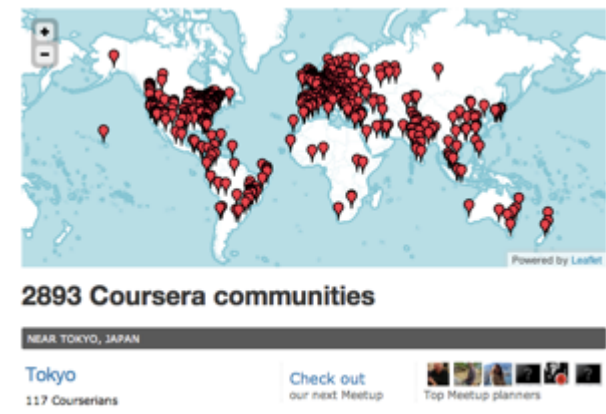 +
-
Powered by Leaflet
2893 Coursera communities
NEAR TOKYO, JAPAN
Tokyo
117 Courserians
Check out
our next Meetup
? ?
Top Meetup planners